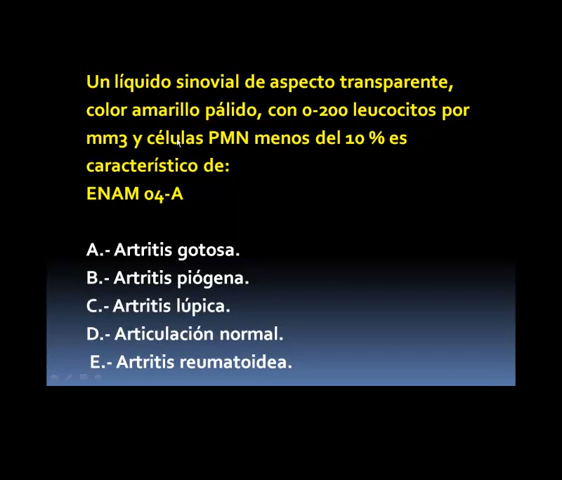 Un líquido sinovial de aspecto transparente,
color amarillo pálido, con 0-200 leucocitos por
mm3 y células PMN menos del 10 % es
característico de:
ENAM 04-A
A.- Artritis gotosa.
B.- Artritis piógena.
C.- Artritis lúpica.
D.- Articulación normal.
E.- Artritis reumatoidea.